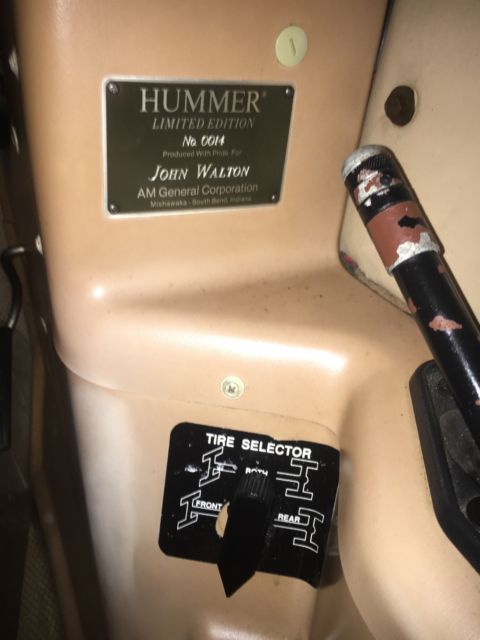 HUMMER®
LIMITED EDITION
No. 0014
Produced With Pride For
JOHN WALTON
AM General Corporation
Mishawaka - South Bend, Indiana
TIRE SELECTOR
BOTH
FRONT
REAR